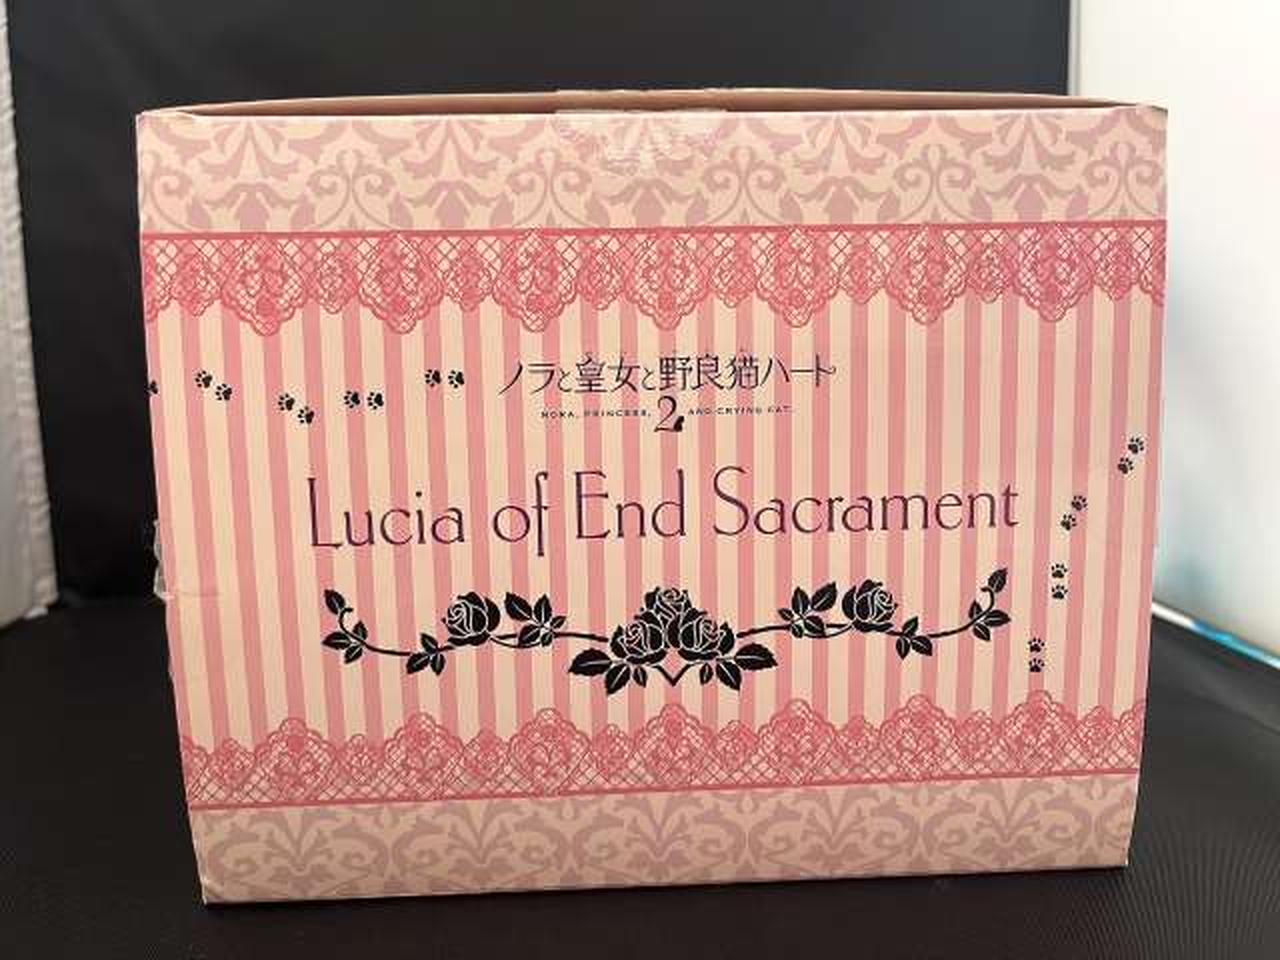 ノラと皇女と野良猫ハート
NORA, PRINCESS, 2 AND CRYING CAT.
Lucia of End Sacrament